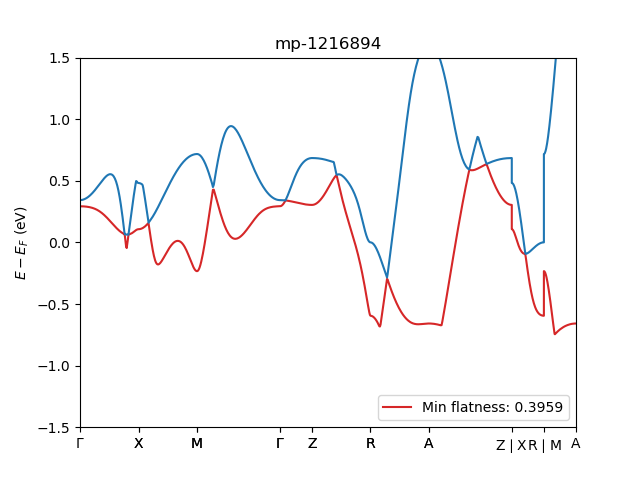 mp-1216894
E − E_F (eV)
1.5
1.0
0.5
0.0
−0.5
−1.0
−1.5
Min flatness: 0.3959
Γ X M Γ Z R A Z | X R | M A